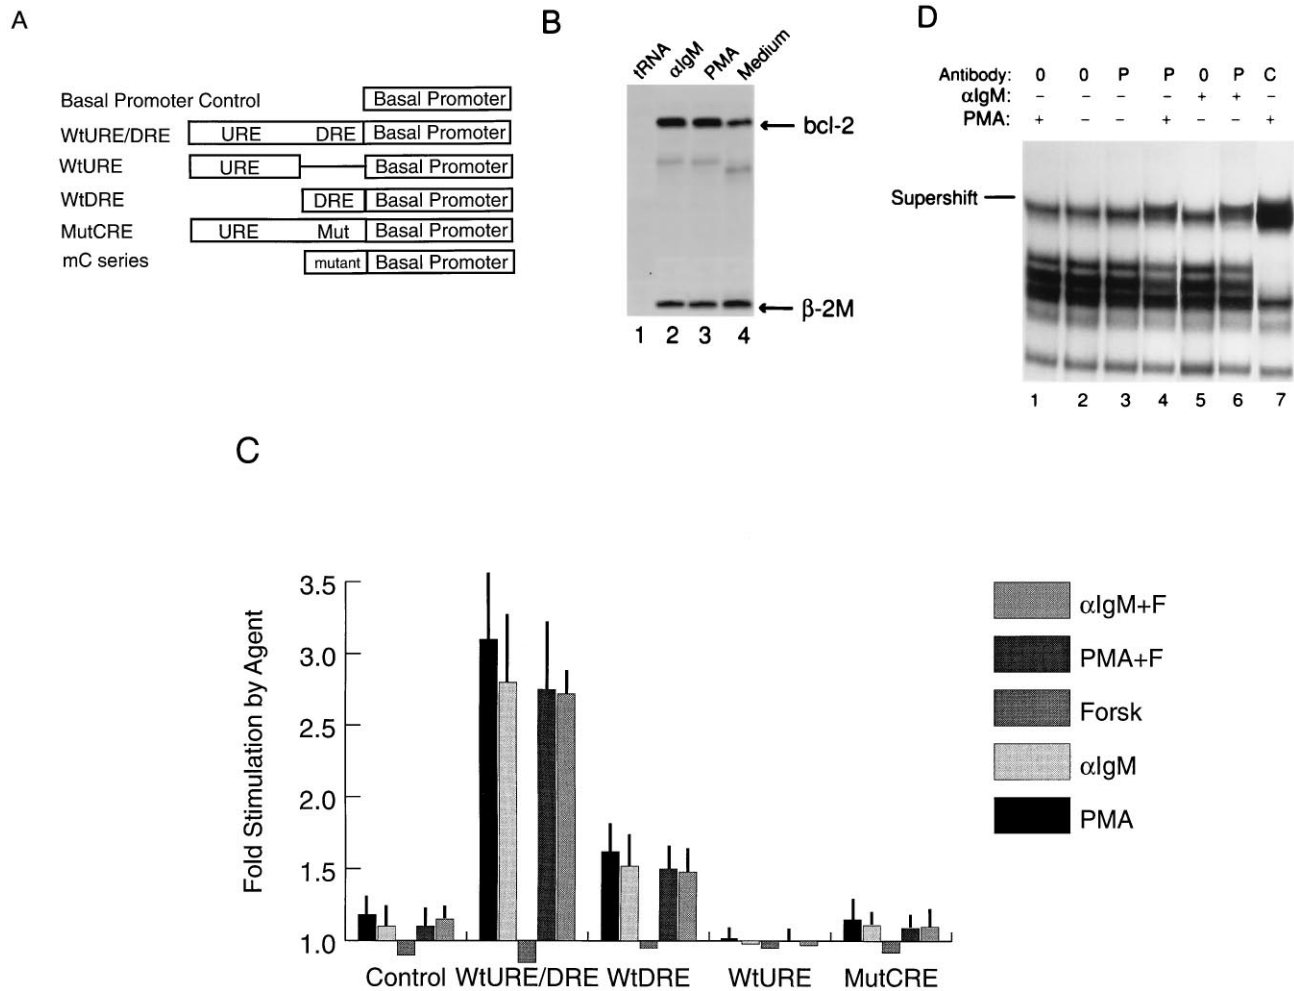 A
Basal Promoter Control Basal Promoter
WtURE/DRE URE DRE Basal Promoter
WtURE URE Basal Promoter
WtDRE DRE Basal Promoter
MutCRE URE Mut Basal Promoter
mC series mutant Basal Promoter
B
tRNA αIgM PMA Medium
bcl-2
β-2M
1 2 3 4
D
Antibody: 0 0 P P 0 P C
αIgM: – – – – + + –
PMA: + – – + – – +
Supershift
1 2 3 4 5 6 7
C
Fold Stimulation by Agent
3.5
3.0
2.5
2.0
1.5
1.0
Control WtURE/DRE WtDRE WtURE MutCRE
αIgM+F
PMA+F
Forsk
αIgM
PMA